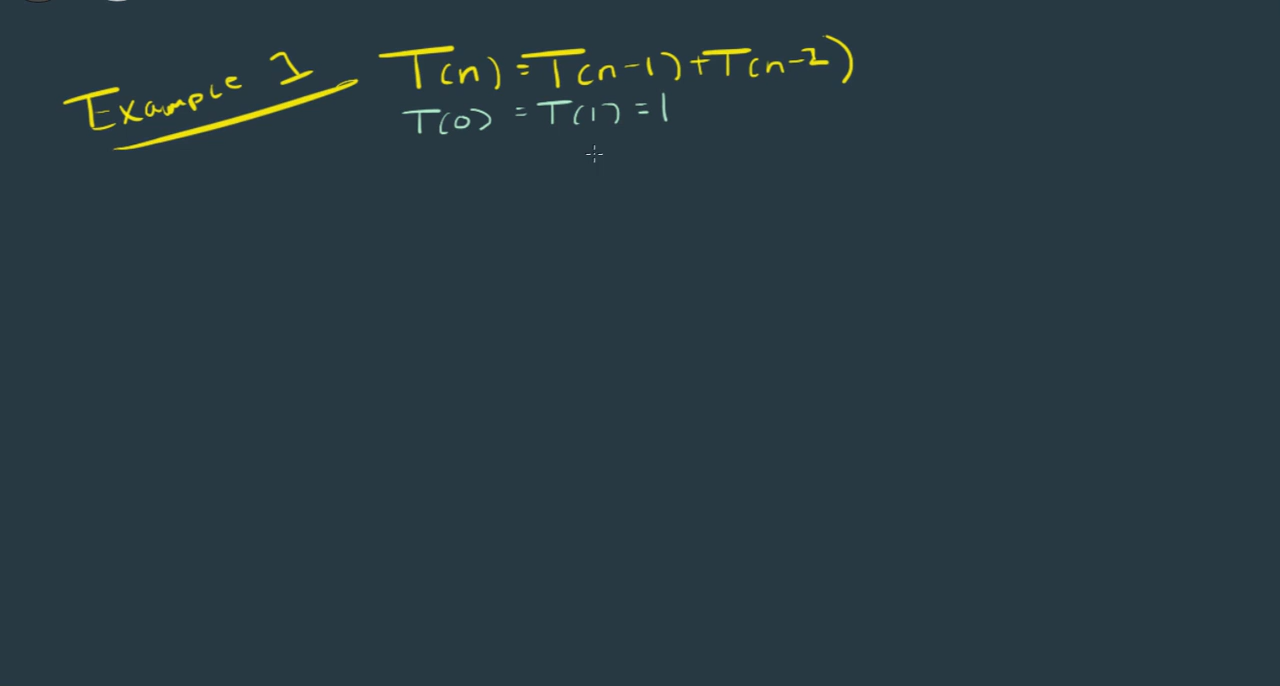 Example 1 T(n) = T(n-1)+T(n-2)
T(0) = T(1) = 1